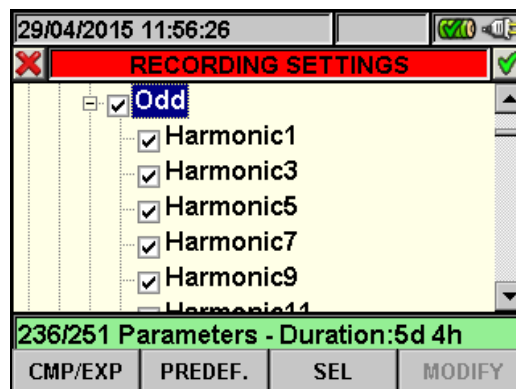 29/04/2015 11:56:26
RECORDING SETTINGS
Odd
Harmonic1
Harmonic3
Harmonic5
Harmonic7
Harmonic9
Harmonic11
236/251 Parameters - Duration:5d 4h
CMP/EXP PREDEF. SEL MODIFY